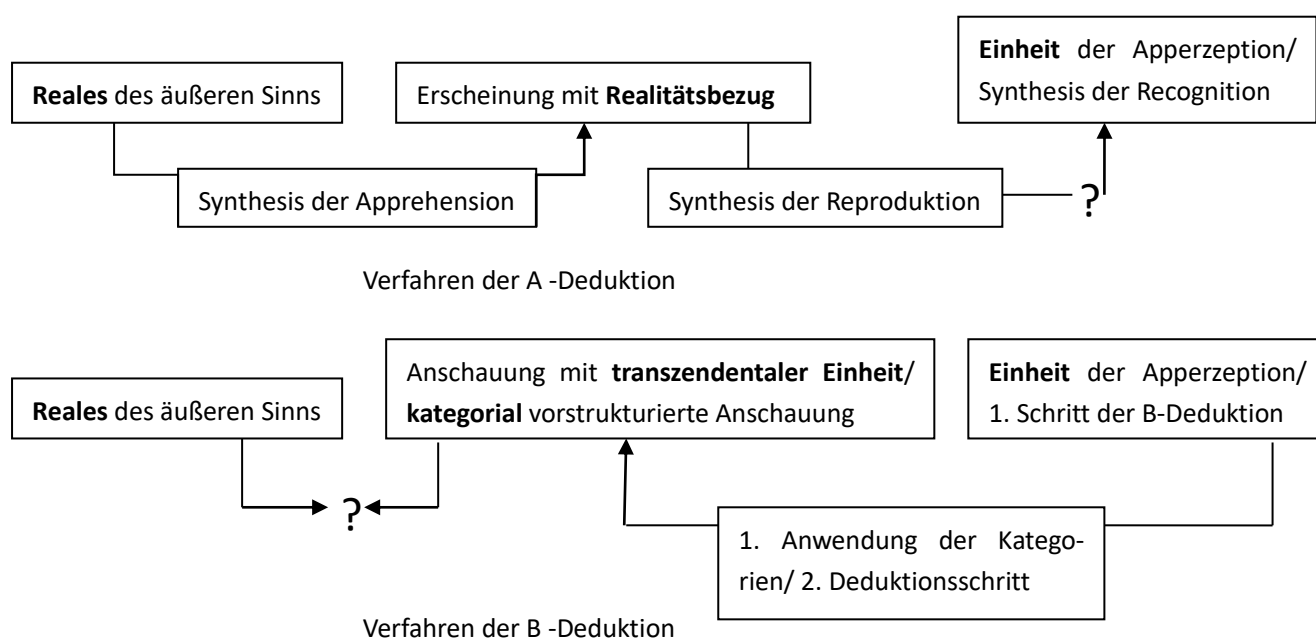 Einheit der Apperzeption/
Synthesis der Recognition
Reales des äußeren Sinns
Erscheinung mit Realitätsbezug
Synthesis der Apprehension
Synthesis der Reproduktion
?
Verfahren der A -Deduktion
Anschauung mit transzendentaler Einheit/
kategorial vorstrukturierte Anschauung
Einheit der Apperzeption/
1. Schritt der B-Deduktion
Reales des äußeren Sinns
?
1. Anwendung der Katego-
rien/ 2. Deduktionsschritt
Verfahren der B -Deduktion